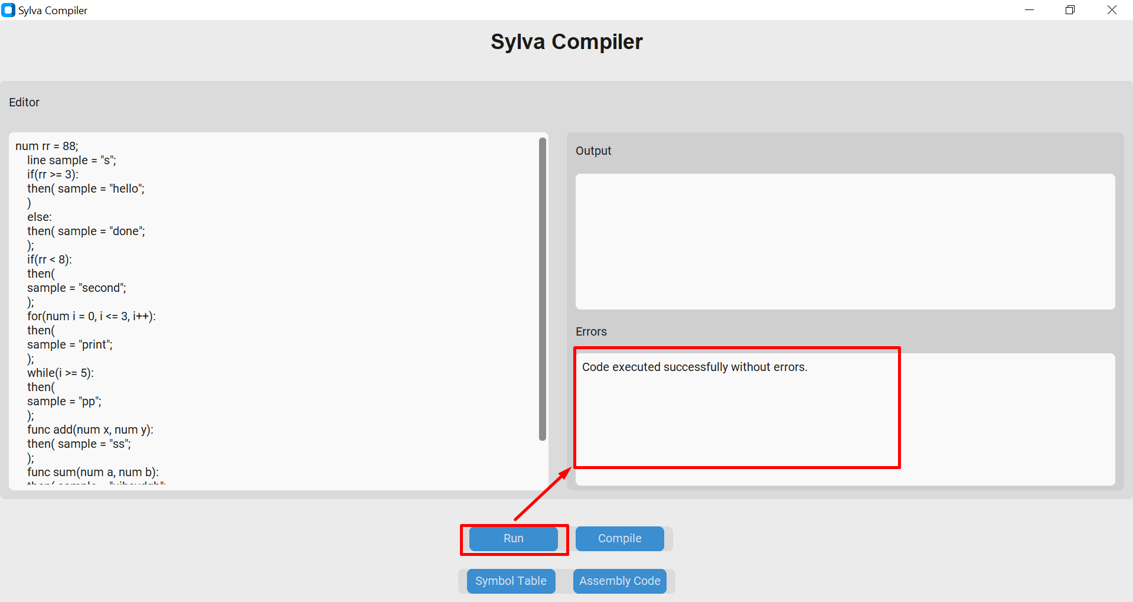 Sylva Compiler
Sylva Compiler
Editor
num rr = 88;
line sample = "s";
if(rr >= 3):
then( sample = "hello";
)
else:
then( sample = "done";
);
if(rr < 8):
then(
sample = "second";
);
for(num i = 0, i <= 3, i++):
then(
sample = "print";
);
while(i >= 5):
then(
sample = "pp";
);
func add(num x, num y):
then( sample = "ss";
);
func sum(num a, num b):
Output
Errors
Code executed successfully without errors.
Run
Compile
Symbol Table
Assembly Code